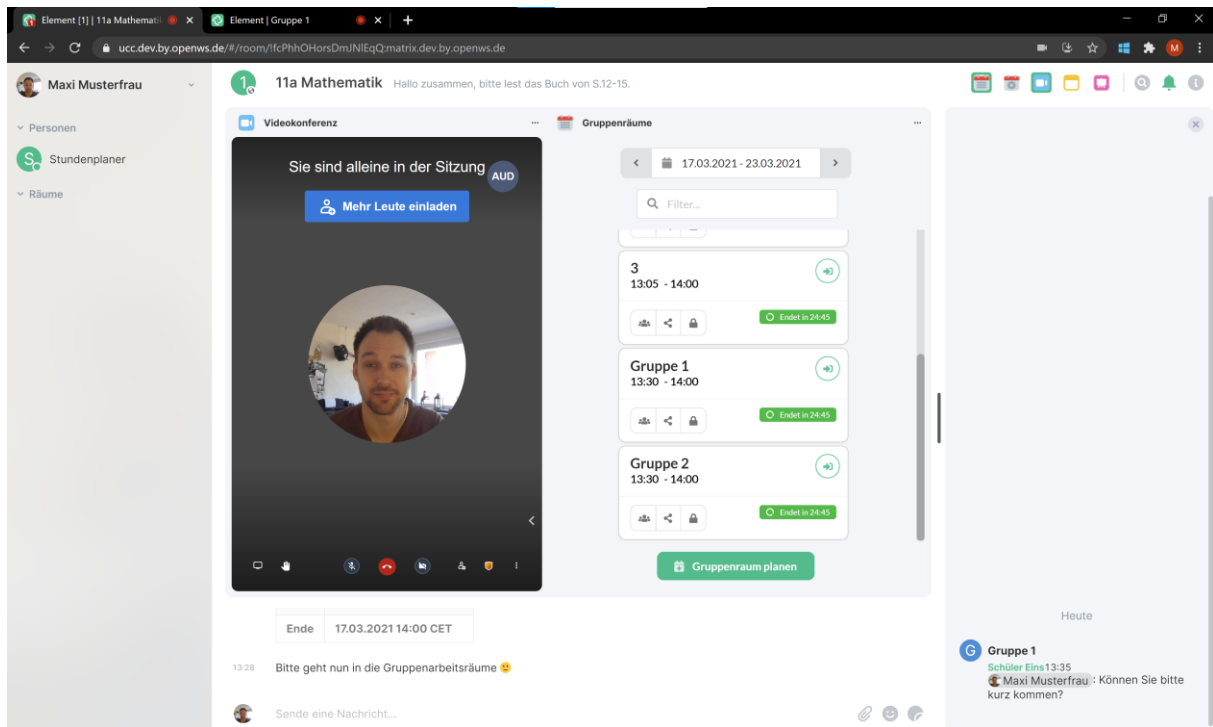 Element [1] | 11a Mathemati
Element | Gruppe 1
ucc.dev.by.openws.de/#/room/!fcPhhOHorsDmJNlEqQ:matrix.dev.by.openws.de
M
Maxi Musterfrau
1
11a Mathematik Hallo zusammen, bitte lest das Buch von S.12-15.
Personen
S
Stundenplaner
Räume
Videokonferenz
Sie sind alleine in der Sitzung
AUD
Mehr Leute einladen
Gruppenräume
17.03.2021 - 23.03.2021
Filter...
3
13:05 - 14:00
Endet in 24:45
Gruppe 1
13:30 - 14:00
Endet in 24:45
Gruppe 2
13:30 - 14:00
Endet in 24:45
Gruppenraum planen
Ende 17.03.2021 14:00 CET
13:28 Bitte geht nun in die Gruppenarbeitsräume 🙂
Sende eine Nachricht...
Heute
G
Gruppe 1
Schüler Eins 13:35
Maxi Musterfrau : Können Sie bitte
kurz kommen?